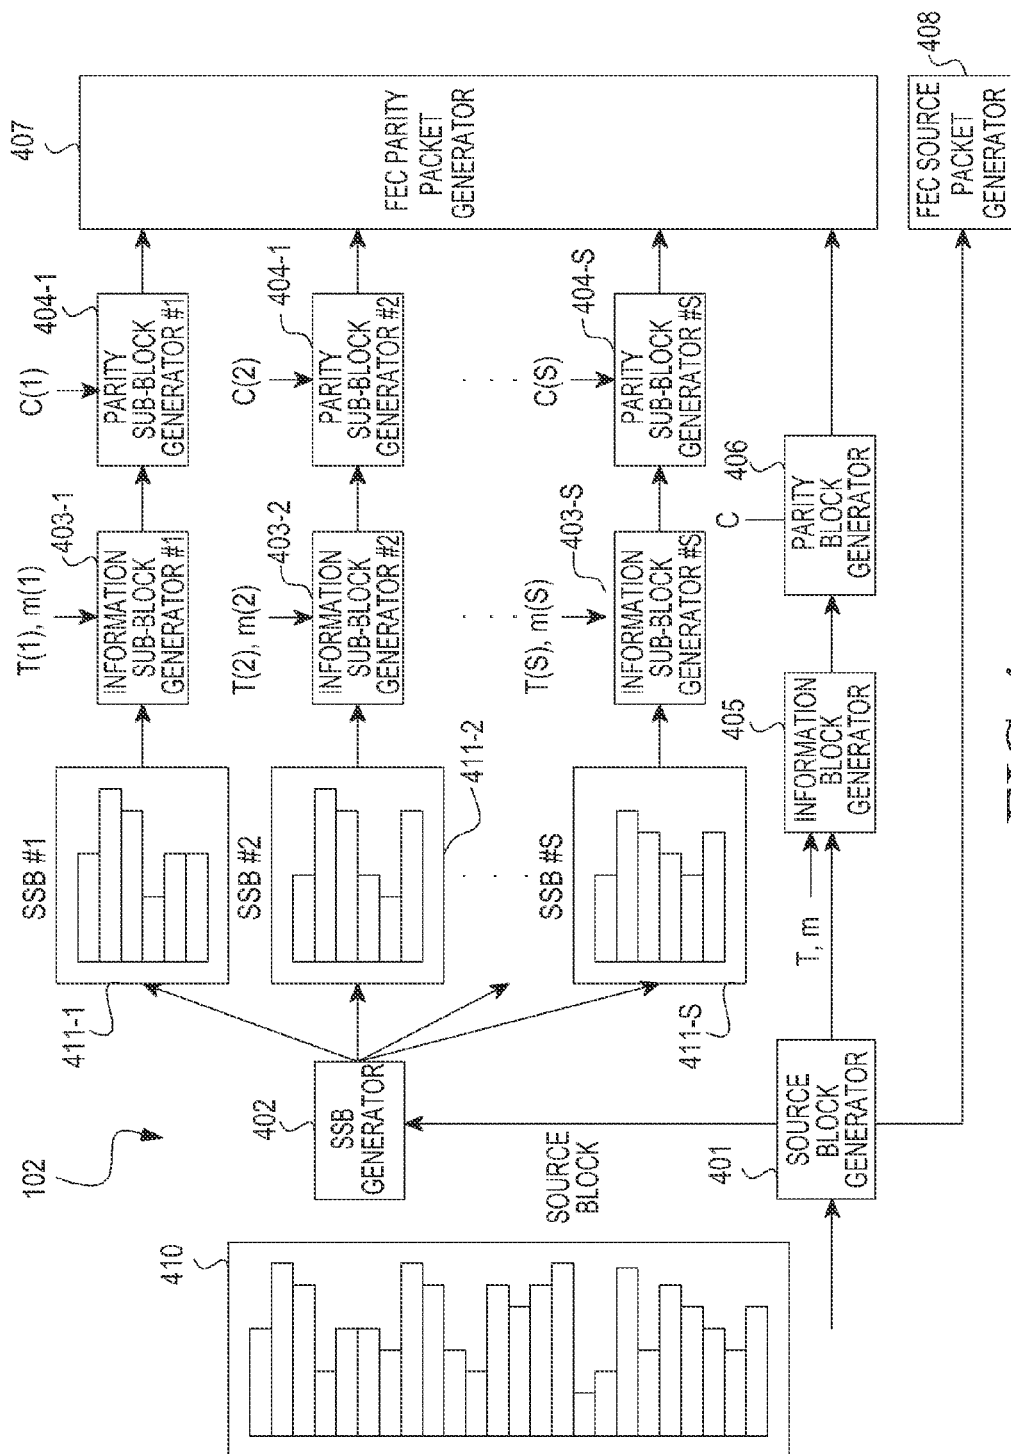 102
410
402
SSB
GENERATOR
SOURCE
BLOCK
401
SOURCE
BLOCK
GENERATOR
SSB #1
411-1
SSB #2
411-2
SSB #S
411-S
T(1), m(1)
403-1
INFORMATION
SUB-BLOCK
GENERATOR #1
T(2), m(2)
403-2
INFORMATION
SUB-BLOCK
GENERATOR #2
T(S), m(S)
403-S
INFORMATION
SUB-BLOCK
GENERATOR #S
T, m
405
INFORMATION
BLOCK
GENERATOR
C(1)
404-1
PARITY
SUB-BLOCK
GENERATOR #1
C(2)
404-1
PARITY
SUB-BLOCK
GENERATOR #2
C(S)
404-S
PARITY
SUB-BLOCK
GENERATOR #S
C
406
PARITY
BLOCK
GENERATOR
407
FEC PARITY
PACKET
GENERATOR
408
FEC SOURCE
PACKET
GENERATOR